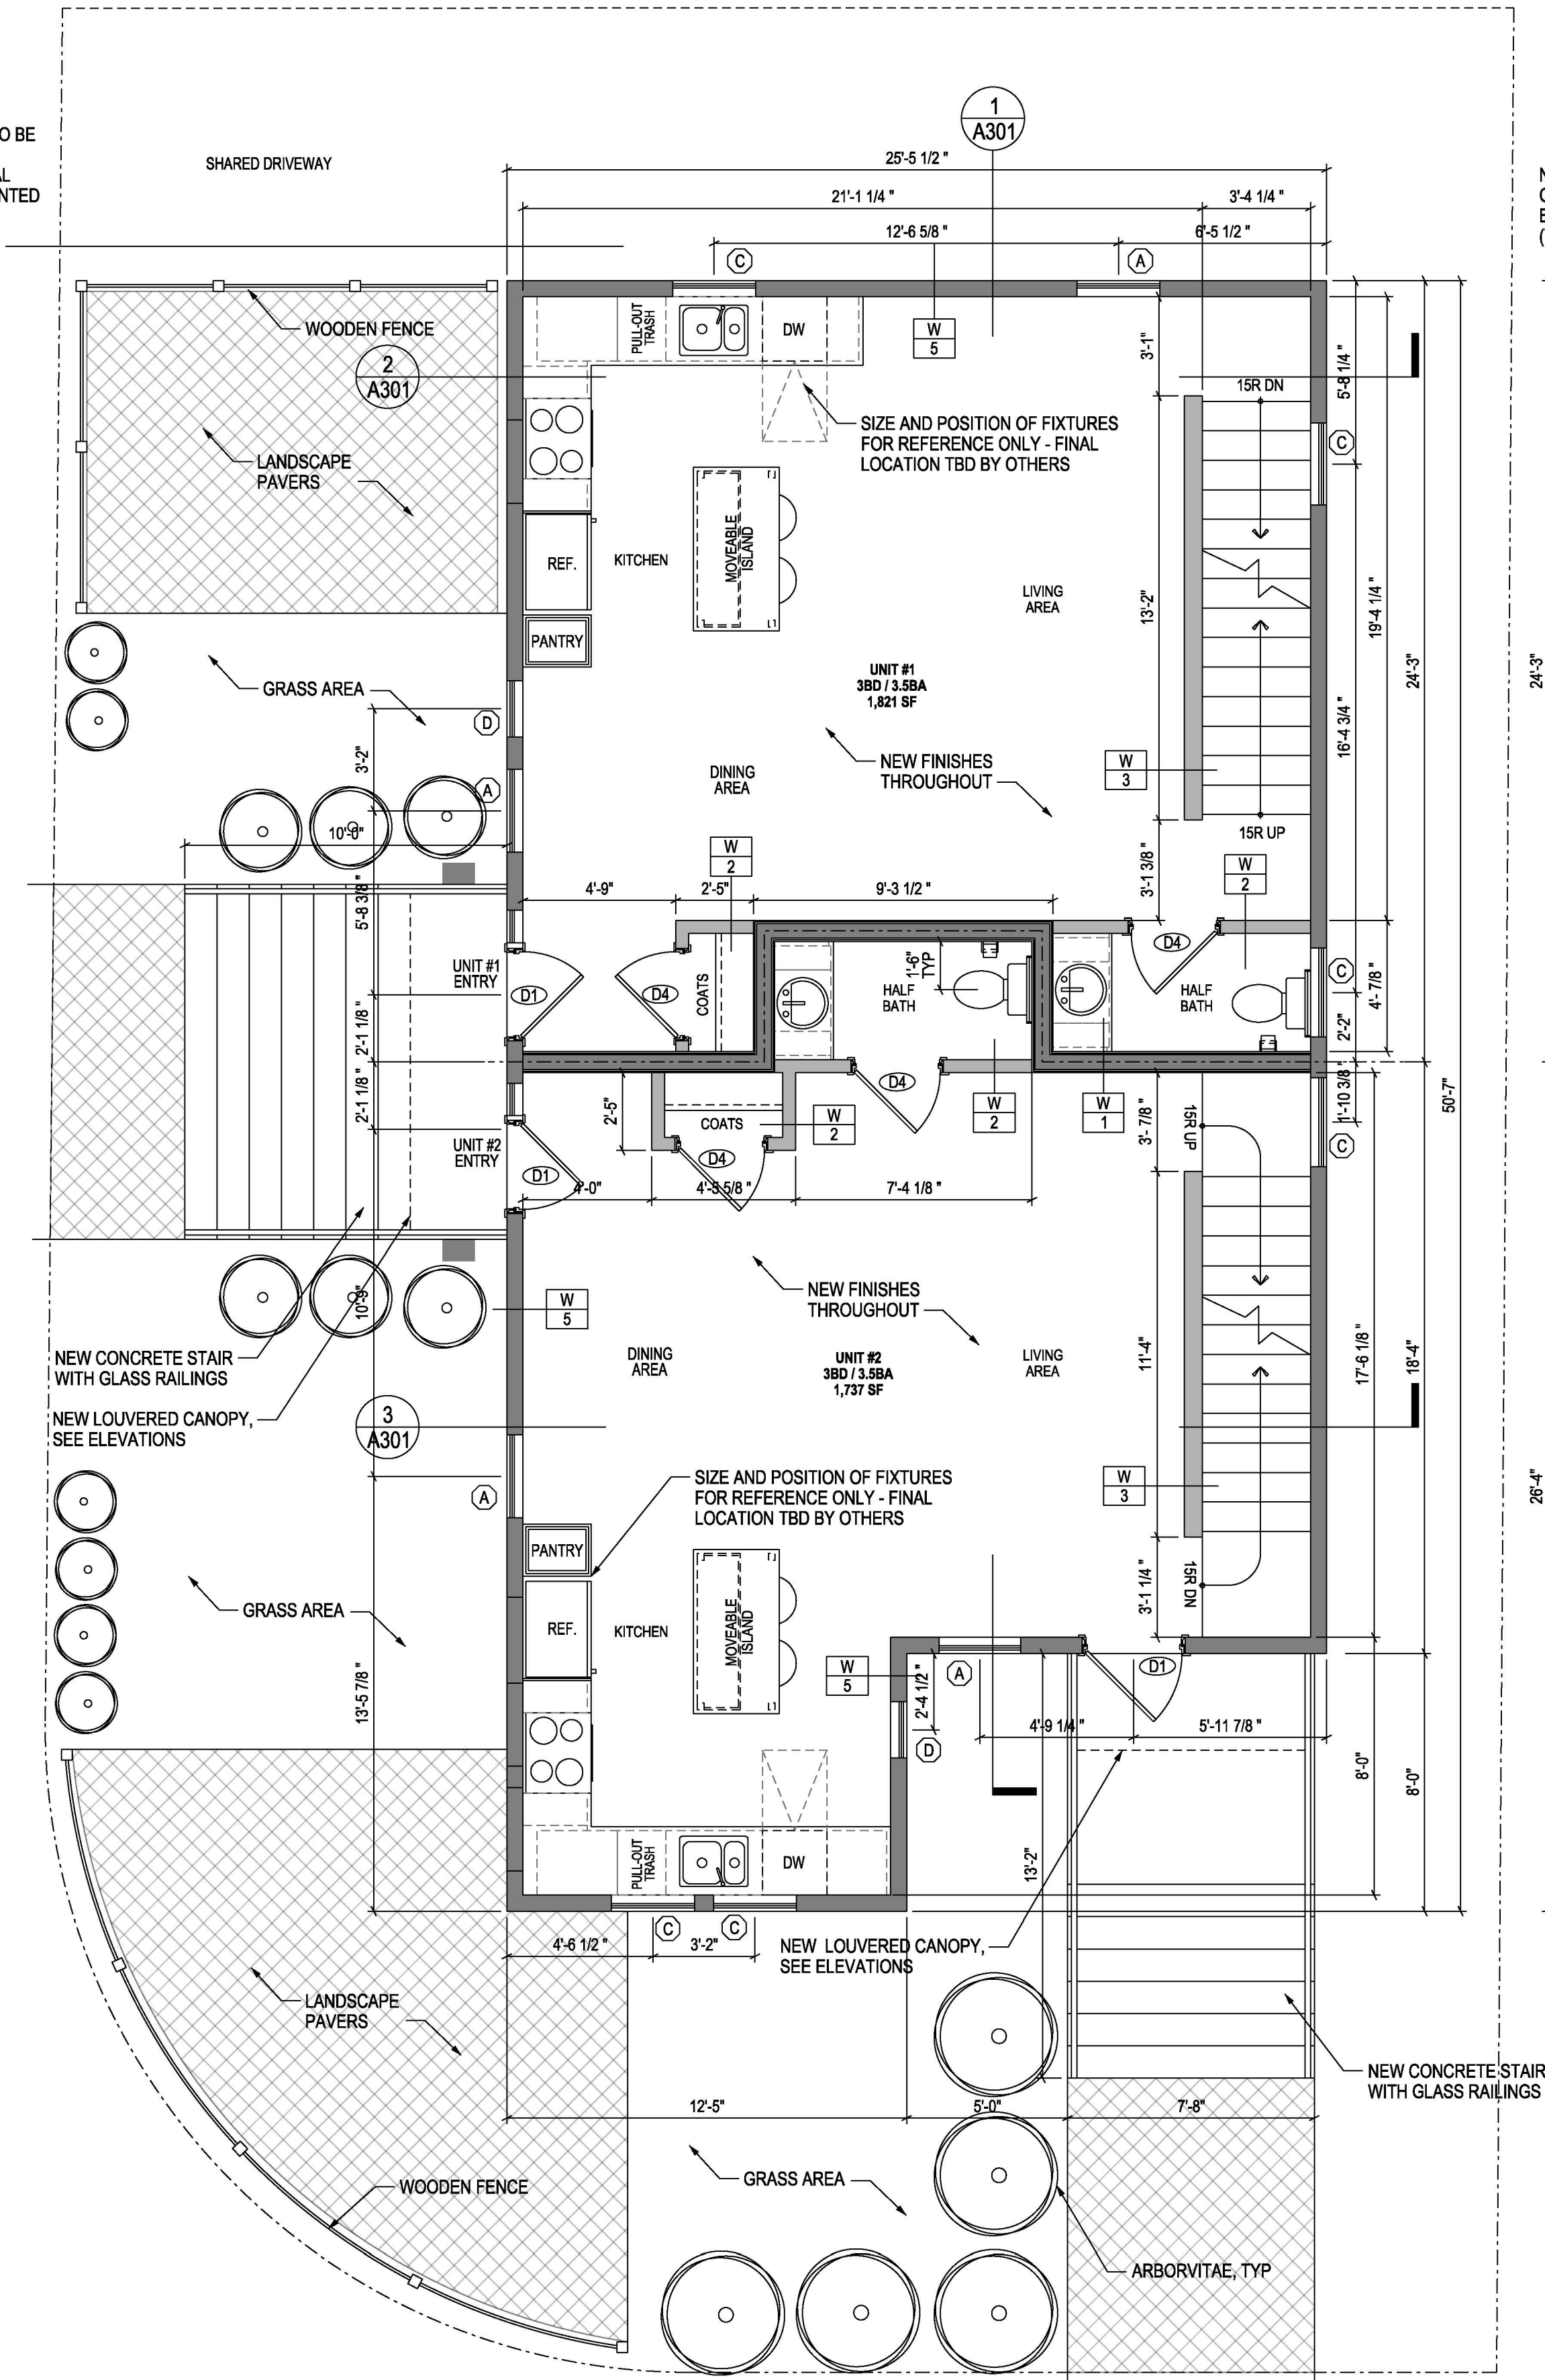 O BE
AL
NTED
SHARED DRIVEWAY
1
A301
25'-5 1/2 "
21'-1 1/4 "
3'-4 1/4 "
12'-6 5/8 "
6'-5 1/2 "
C
A
WOODEN FENCE
2
A301
LANDSCAPE
PAVERS
PULL-OUT
TRASH
DW
W
5
3'-1"
15R DN
5'-8 1/4 "
SIZE AND POSITION OF FIXTURES
FOR REFERENCE ONLY - FINAL
LOCATION TBD BY OTHERS
C
REF.
KITCHEN
MOVEABLE
ISLAND
LIVING
AREA
13'-2"
19'-4 1/4 "
PANTRY
UNIT #1
3BD / 3.5BA
1,821 SF
24'-3"
24'-3"
GRASS AREA
D
3'-2"
A
16'-4 3/4 "
NEW FINISHES
THROUGHOUT
DINING
AREA
W
3
10'-0"
15R UP
W
2
W
2
5'-8 3/8 "
4'-9"
2'-5"
9'-3 1/2 "
3'-1 3/8 "
D4
UNIT #1
ENTRY
D1
D4
COATS
1'-6"
TYP
HALF
BATH
HALF
BATH
C
4'- 7/8 "
2'-2"
2'-1 1/8 "
2'-1 1/8 "
1'-10 3/8 "
50'-7"
D4
2'-5"
COATS
W
2
W
2
W
1
3'- 7/8 "
15R UP
C
UNIT #2
ENTRY
D1
D4
4'-0"
4'-5 5/8 "
7'-4 1/8 "
10'-9"
W
5
NEW FINISHES
THROUGHOUT
NEW CONCRETE STAIR
WITH GLASS RAILINGS
DINING
AREA
UNIT #2
3BD / 3.5BA
1,737 SF
LIVING
AREA
11'-4"
17'-6 1/8 "
18'-4"
NEW LOUVERED CANOPY,
SEE ELEVATIONS
3
A301
A
SIZE AND POSITION OF FIXTURES
FOR REFERENCE ONLY - FINAL
LOCATION TBD BY OTHERS
W
3
26'-4"
PANTRY
3'-1 1/4 "
15R DN
GRASS AREA
REF.
KITCHEN
MOVEABLE
ISLAND
13'-5 7/8 "
W
5
2'-4 1/2 "
A
D1
D
4'-9 1/4 "
5'-11 7/8 "
8'-0"
8'-0"
PULL-OUT
TRASH
DW
13'-2"
C
C
4'-6 1/2 "
3'-2"
NEW LOUVERED CANOPY,
SEE ELEVATIONS
LANDSCAPE
PAVERS
NEW CONCRETE STAIR
WITH GLASS RAILINGS
12'-5"
5'-0"
7'-8"
GRASS AREA
WOODEN FENCE
ARBORVITAE, TYP